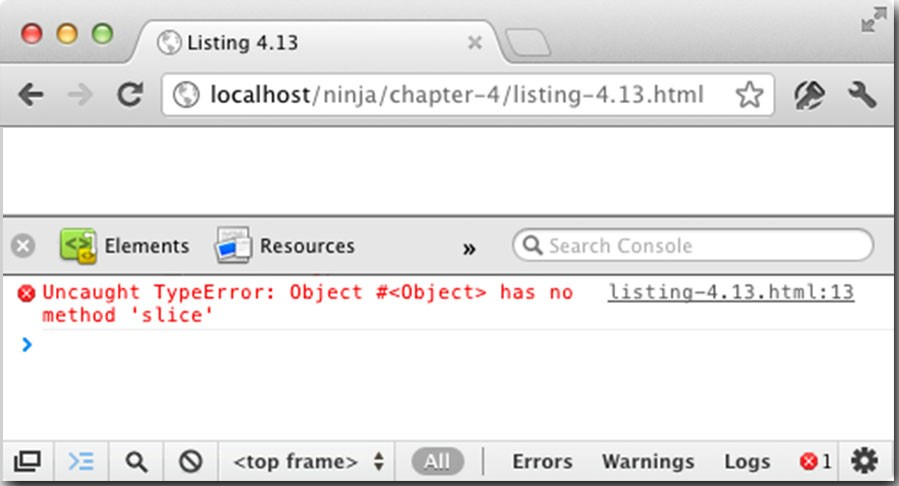 Listing 4.13
localhost/ninja/chapter-4/listing-4.13.html
Elements Resources » Search Console
Uncaught TypeError: Object #<Object> has no listing-4.13.html:13
method 'slice'
<top frame> All Errors Warnings Logs 1